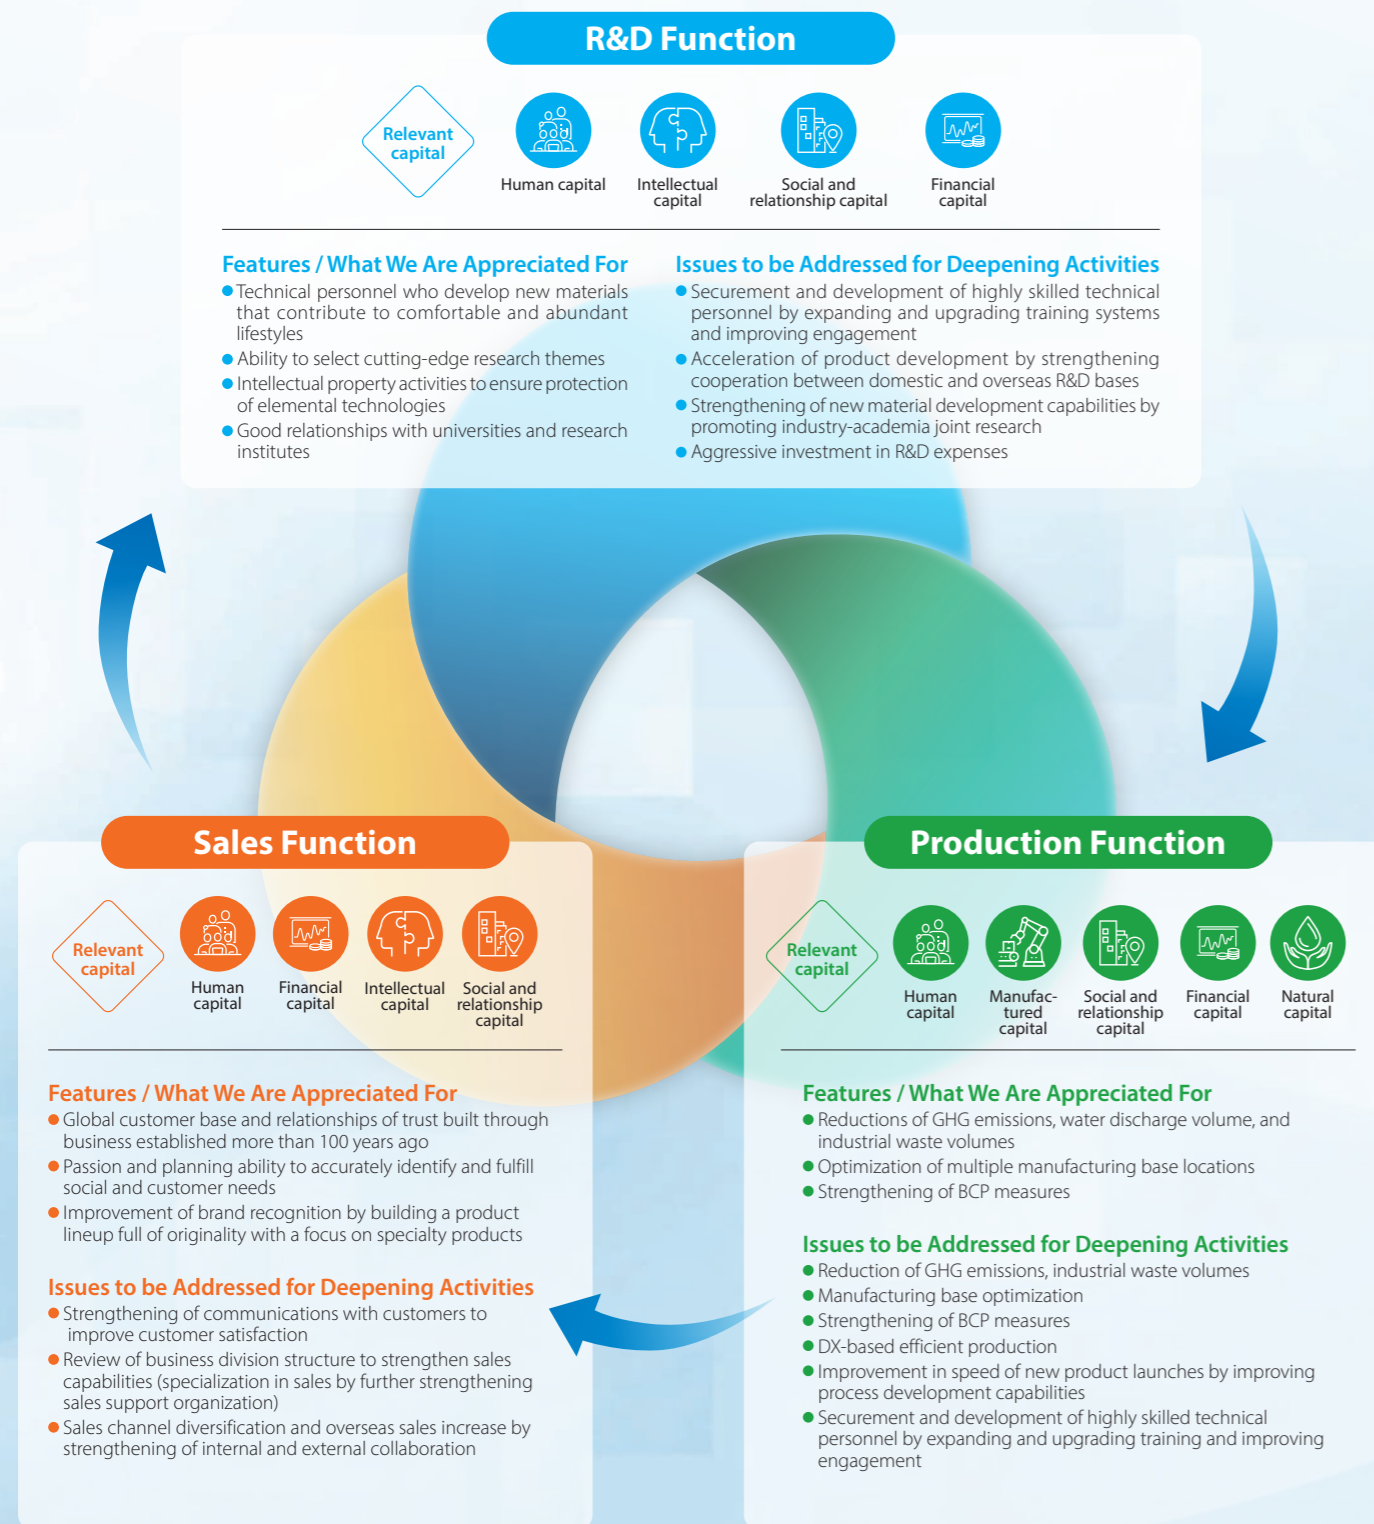 R&D Function
Relevant
capital
Human capital
Intellectual
capital
Social and
relationship capital
Financial
capital
Features / What We Are Appreciated For
● Technical personnel who develop new materials
that contribute to comfortable and abundant
lifestyles
● Ability to select cutting-edge research themes
● Intellectual property activities to ensure protection
of elemental technologies
● Good relationships with universities and research
institutes
Issues to be Addressed for Deepening Activities
● Securement and development of highly skilled technical
personnel by expanding and upgrading training systems
and improving engagement
● Acceleration of product development by strengthening
cooperation between domestic and overseas R&D bases
● Strengthening of new material development capabilities by
promoting industry-academia joint research
● Aggressive investment in R&D expenses
Sales Function
Relevant
capital
Human
capital
Financial
capital
Intellectual
capital
Social and
relationship
capital
Features / What We Are Appreciated For
● Global customer base and relationships of trust built through
business established more than 100 years ago
● Passion and planning ability to accurately identify and fulfill
social and customer needs
● Improvement of brand recognition by building a product
lineup full of originality with a focus on specialty products
Issues to be Addressed for Deepening Activities
● Strengthening of communications with customers to
improve customer satisfaction
● Review of business division structure to strengthen sales
capabilities (specialization in sales by further strengthening
sales support organization)
● Sales channel diversification and overseas sales increase by
strengthening of internal and external collaboration
Production Function
Relevant
capital
Human
capital
Manufac-
tured
capital
Social and
relationship
capital
Financial
capital
Natural
capital
Features / What We Are Appreciated For
● Reductions of GHG emissions, water discharge volume, and
industrial waste volumes
● Optimization of multiple manufacturing base locations
● Strengthening of BCP measures
Issues to be Addressed for Deepening Activities
● Reduction of GHG emissions, industrial waste volumes
● Manufacturing base optimization
● Strengthening of BCP measures
● DX-based efficient production
● Improvement in speed of new product launches by improving
process development capabilities
● Securement and development of highly skilled technical
personnel by expanding and upgrading training and improving
engagement